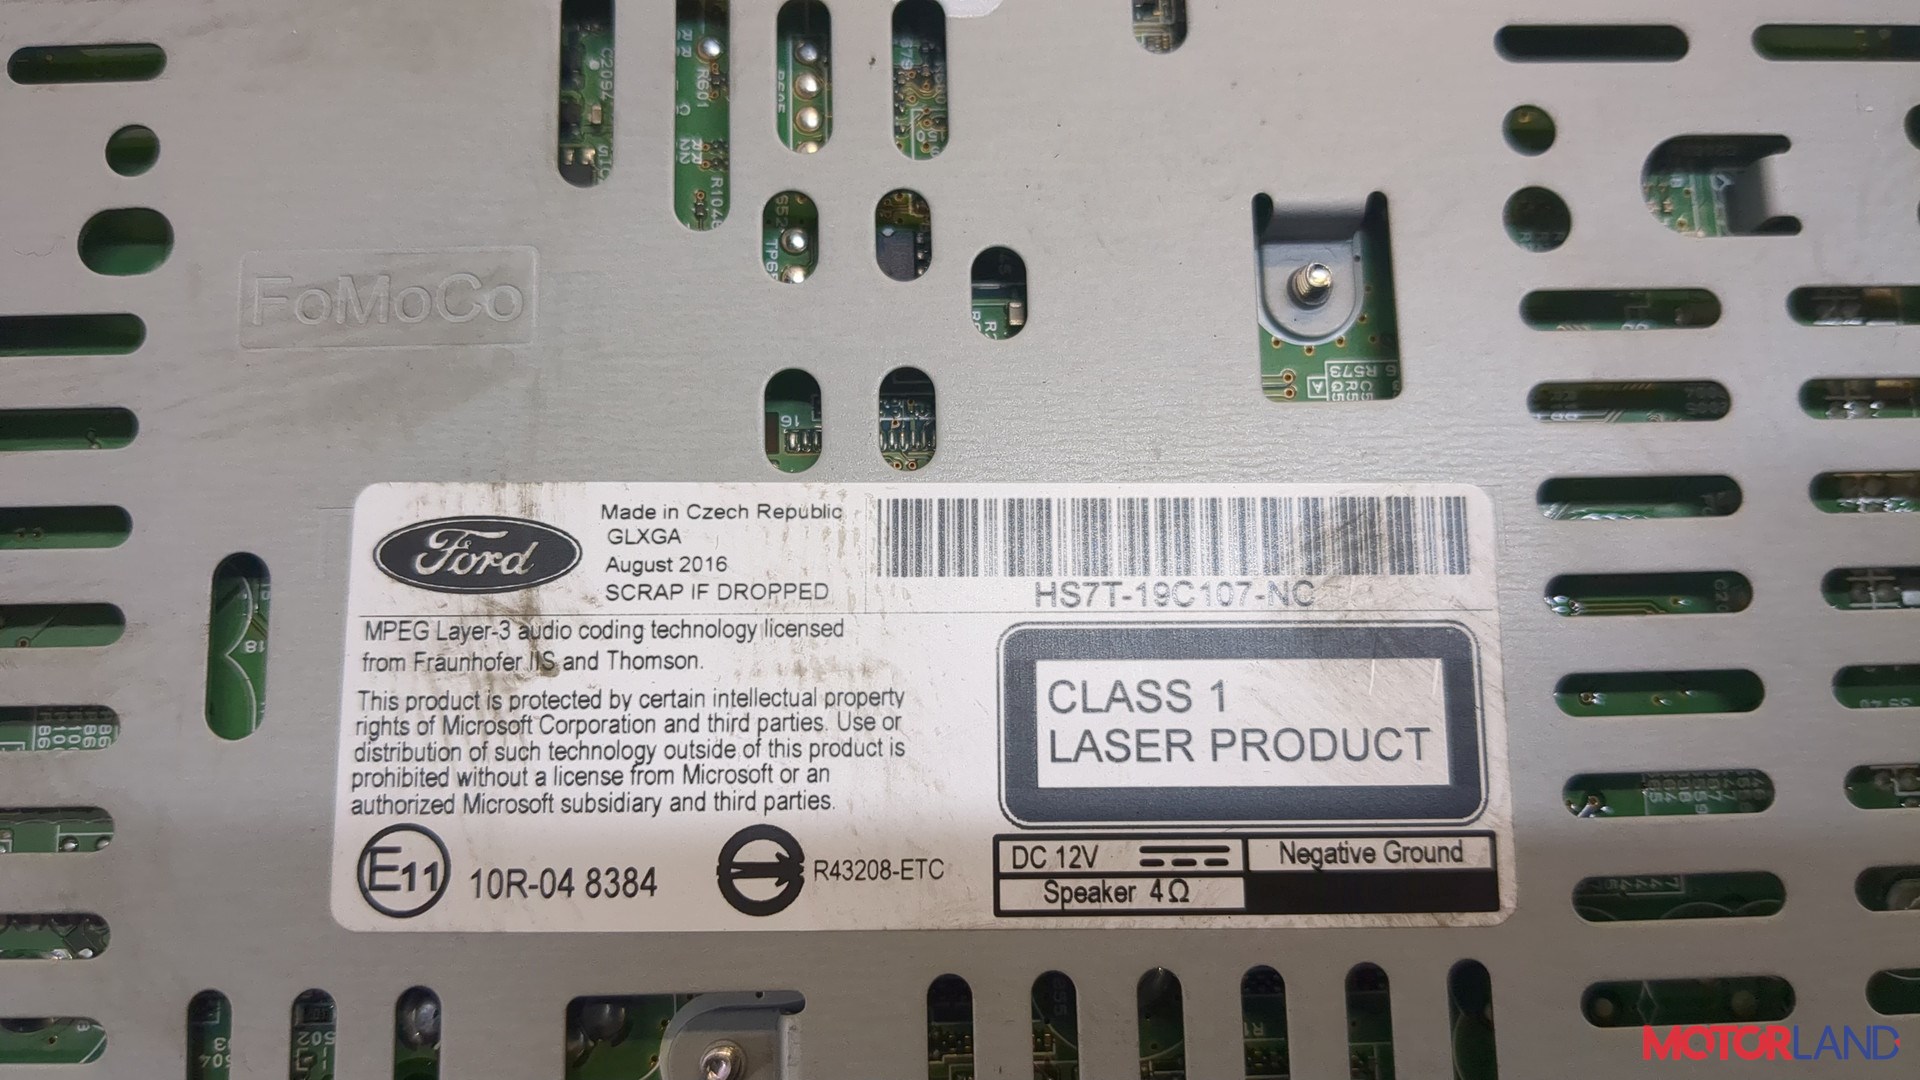 C2094
R601
R1046
FoMoCo
R573
Ford
Made in Czech Republic
GLXGA
August 2016
SCRAP IF DROPPED
HS7T-19C107-NC
MPEG Layer-3 audio coding technology licensed
from Fraunhofer IIS and Thomson.
This product is protected by certain intellectual property
rights of Microsoft Corporation and third parties. Use or
distribution of such technology outside of this product is
prohibited without a license from Microsoft or an
authorized Microsoft subsidiary and third parties.
CLASS 1
LASER PRODUCT
E11 10R-04 8384
R43208-ETC
DC 12V
Negative Ground
Speaker 4Ω
MOTORLAND